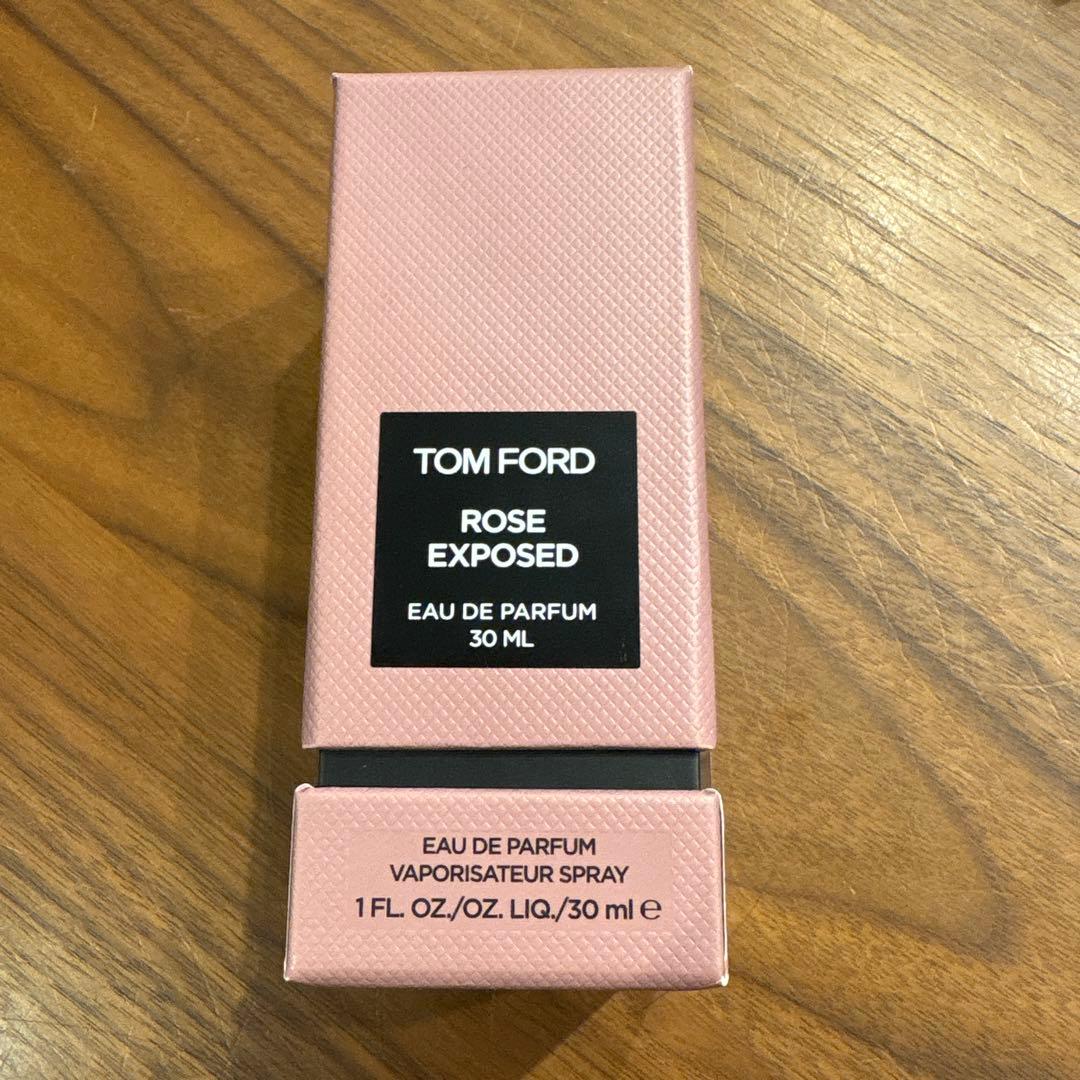 TOM FORD
ROSE
EXPOSED
EAU DE PARFUM
30 ML
EAU DE PARFUM
VAPORISATEUR SPRAY
1 FL. OZ./OZ. LIQ./30 ml ℮